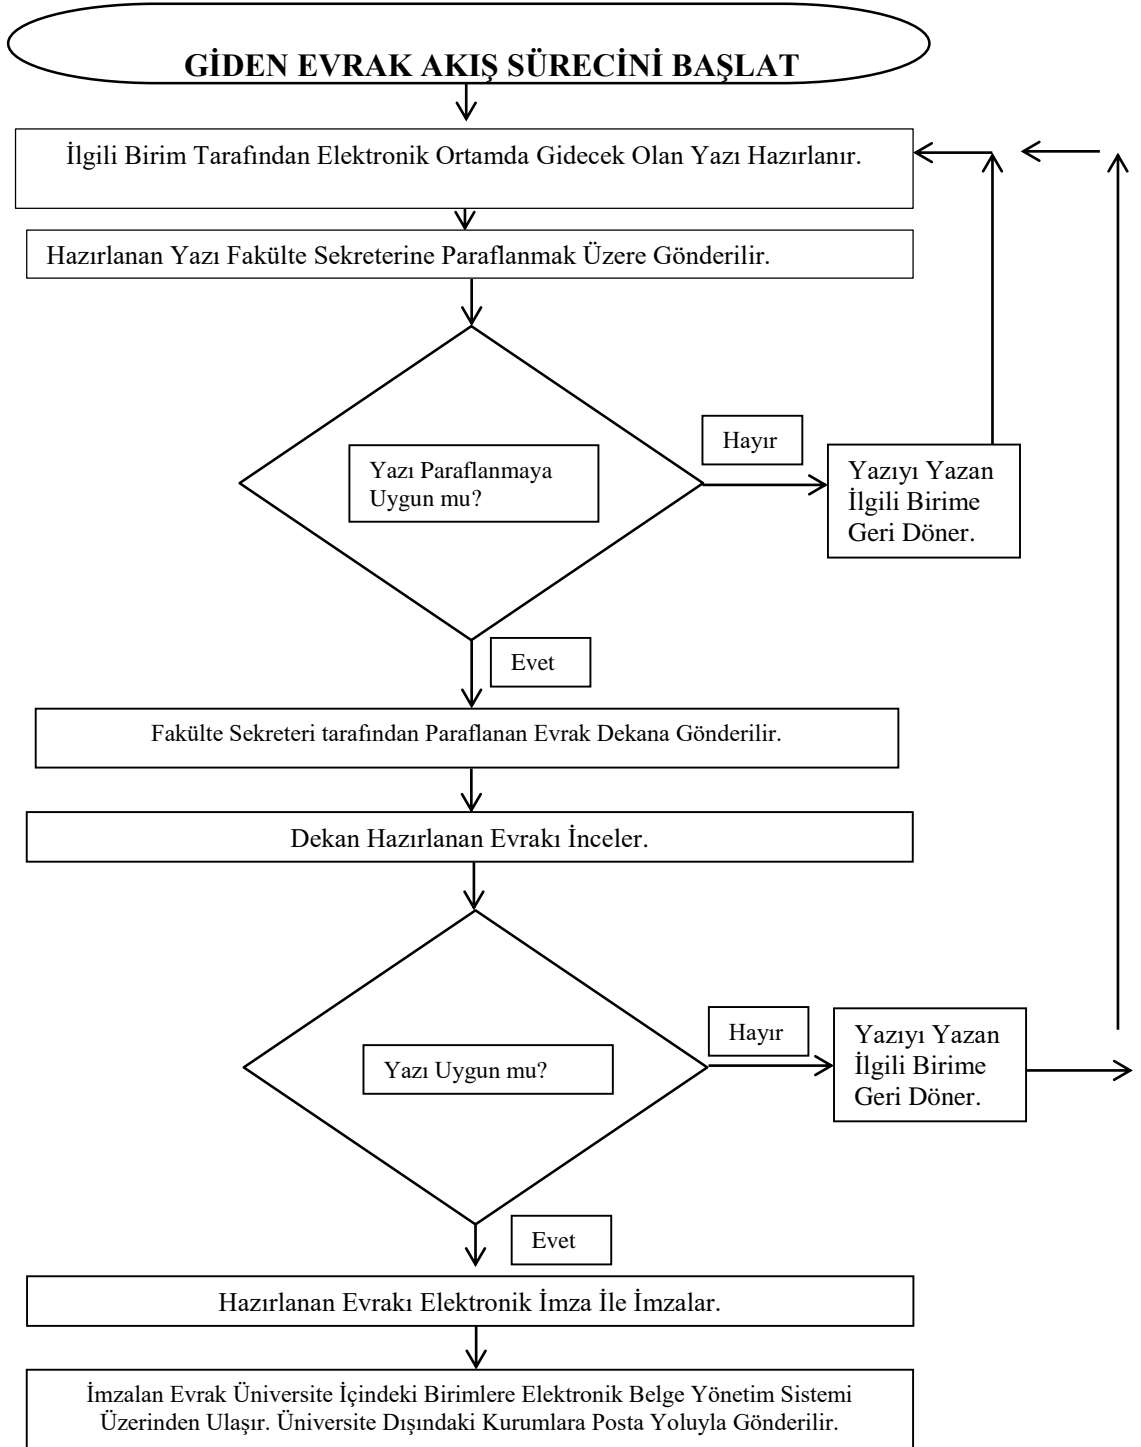 GİDEN EVRAK AKIŞ SÜRECİNİ BAŞLAT
İlgili Birim Tarafından Elektronik Ortamda Gidecek Olan Yazı Hazırlanır.
Hazırlanan Yazı Fakülte Sekreterine Paraflanmak Üzere Gönderilir.
Hayır
Yazı Paraflanmaya
Uygun mu?
Yazıyı Yazan
İlgili Birime
Geri Döner.
Evet
Fakülte Sekreteri tarafından Paraflanan Evrak Dekana Gönderilir.
Dekan Hazırlanan Evrakı İnceler.
Hayır
Yazı Uygun mu?
Yazıyı Yazan
İlgili Birime
Geri Döner.
Evet
Hazırlanan Evrakı Elektronik İmza İle İmzalar.
İmzalan Evrak Üniversite İçindeki Birimlere Elektronik Belge Yönetim Sistemi
Üzerinden Ulaşır. Üniversite Dışındaki Kurumlara Posta Yoluyla Gönderilir.